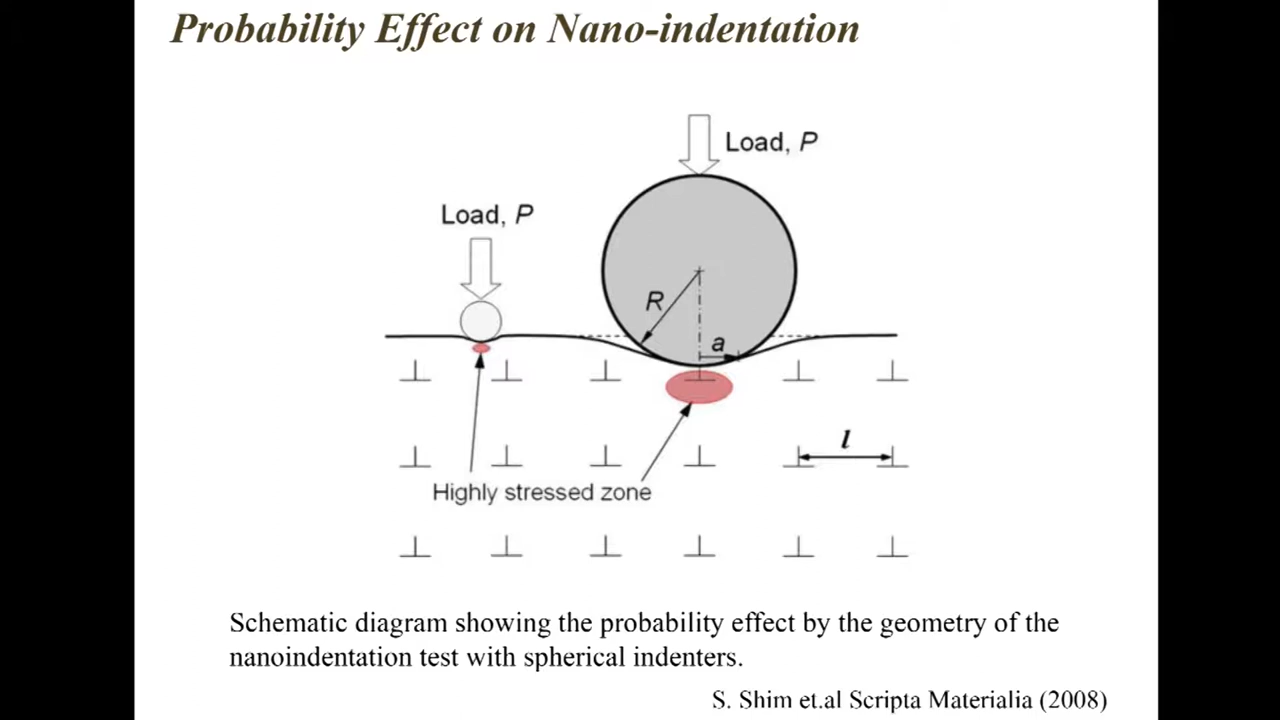 Probability Effect on Nano-indentation
Load, P
Load, P
R
a
l
Highly stressed zone
Schematic diagram showing the probability effect by the geometry of the
nanoindentation test with spherical indenters.
S. Shim et.al Scripta Materialia (2008)